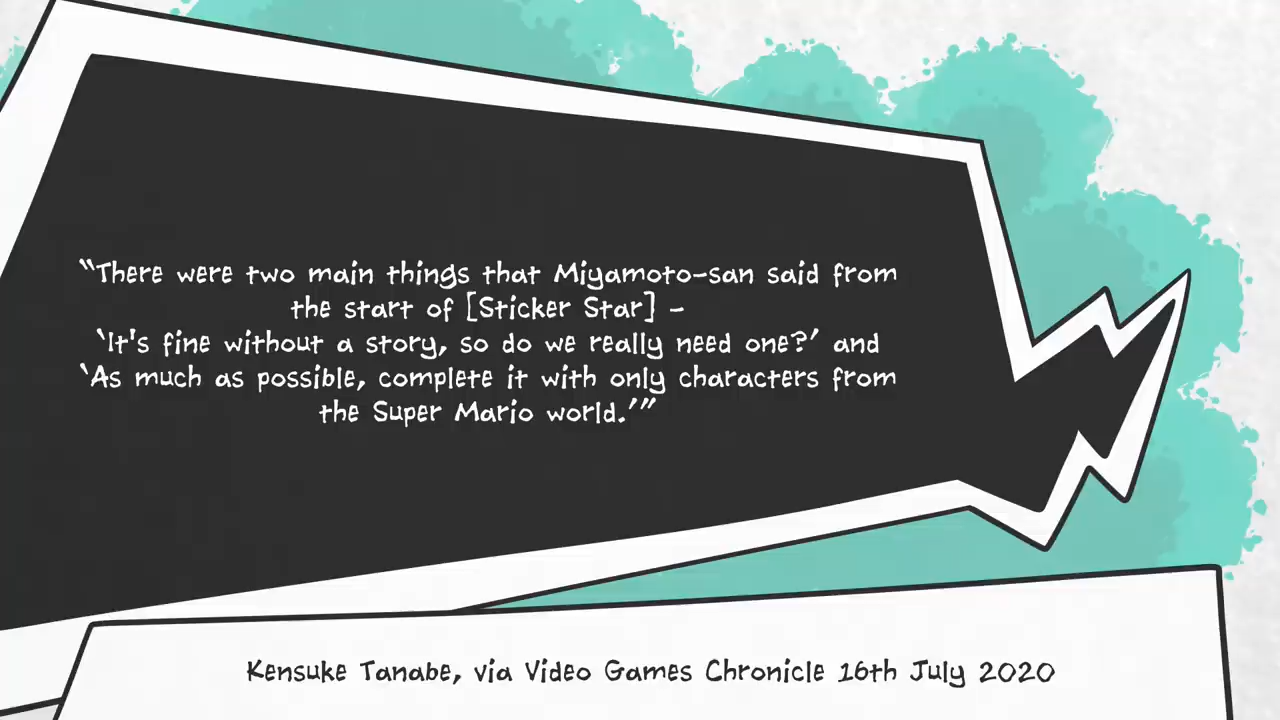 “There were two main things that Miyamoto-san said from
the start of [Sticker Star] -
‘It's fine without a story, so do we really need one?’ and
‘As much as possible, complete it with only characters from
the Super Mario world.’”
Kensuke Tanabe, via Video Games Chronicle 16th July 2020